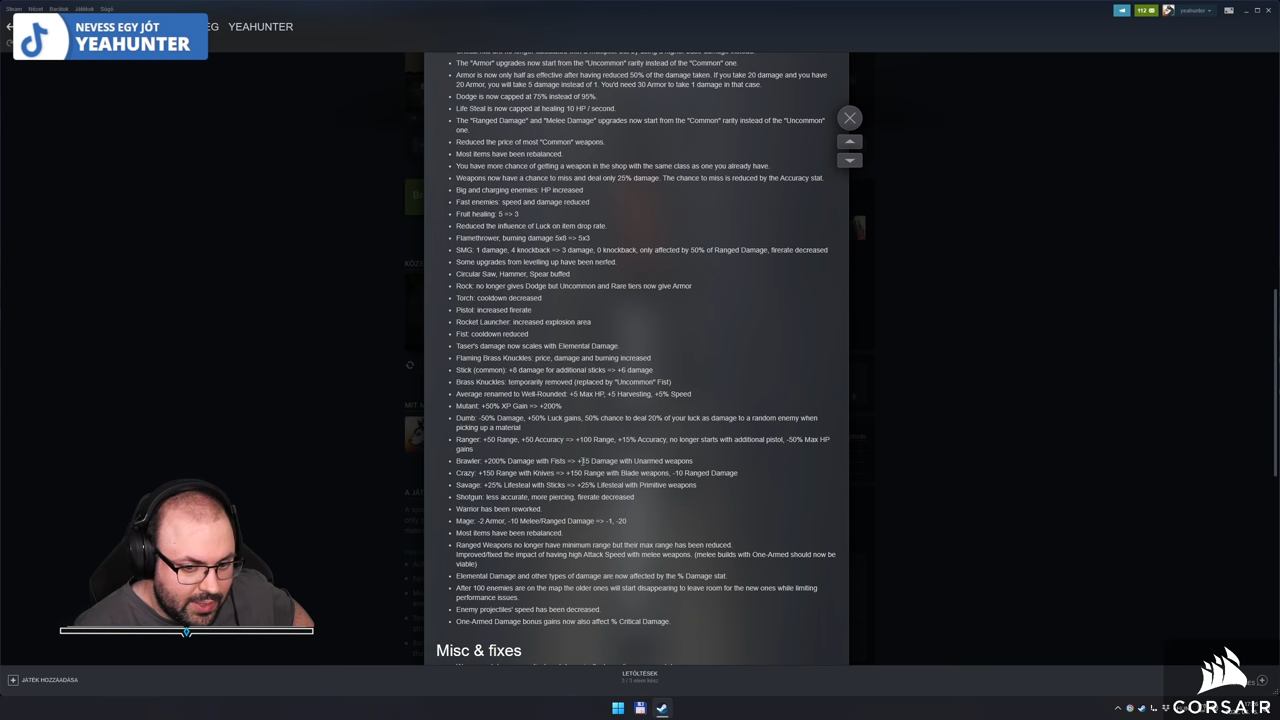 Steam Nézet Barátok Játékok Súgó
112
yeahunter
NEVESS EGY JÓT
YEAHUNTER
YEAHUNTER
The "Armor" upgrades now start from the "Uncommon" rarity instead of the "Common" one.
Armor is now only half as effective after having reduced 50% of the damage taken. If you take 20 damage and you have
20 Armor, you will take 5 damage instead of 1. You'd need 30 Armor to take 1 damage in that case.
Dodge is now capped at 75% instead of 95%.
Life Steal is now capped at healing 10 HP / second.
The "Ranged Damage" and "Melee Damage" upgrades now start from the "Common" rarity instead of the "Uncommon"
one.
Reduced the price of most "Common" weapons.
Most items have been rebalanced.
You have more chance of getting a weapon in the shop with the same class as one you already have.
Weapons now have a chance to miss and deal only 25% damage. The chance to miss is reduced by the Accuracy stat.
Big and charging enemies: HP increased
Fast enemies: speed and damage reduced
Fruit healing: 5 => 3
Reduced the influence of Luck on item drop rate.
Flamethrower, burning damage 5x8 => 5x3
SMG: 1 damage, 4 knockback => 3 damage, 0 knockback, only affected by 50% of Ranged Damage, firerate decreased
Some upgrades from levelling up have been nerfed.
Circular Saw, Hammer, Spear buffed
Rock: no longer gives Dodge but Uncommon and Rare tiers now give Armor
Torch: cooldown decreased
Pistol: increased firerate
Rocket Launcher: increased explosion area
Fist: cooldown reduced
Taser's damage now scales with Elemental Damage.
Flaming Brass Knuckles: price, damage and burning increased
Stick (common): +8 damage for additional sticks => +6 damage
Brass Knuckles: temporarily removed (replaced by "Uncommon" Fist)
Average renamed to Well-Rounded: +5 Max HP, +5 Harvesting, +5% Speed
Mutant: +50% XP Gain => +200%
Dumb: -50% Damage, +50% Luck gains, 50% chance to deal 20% of your luck as damage to a random enemy when
picking up a material
Ranger: +50 Range, +50 Accuracy => +100 Range, +15% Accuracy, no longer starts with additional pistol, -50% Max HP
gains
Brawler: +200% Damage with Fists => +15 Damage with Unarmed weapons
Crazy: +150 Range with Knives => +150 Range with Blade weapons, -10 Ranged Damage
Savage: +25% Lifesteal with Sticks => +25% Lifesteal with Primitive weapons
Shotgun: less accurate, more piercing, firerate decreased
Warrior has been reworked.
Mage: -2 Armor, -10 Melee/Ranged Damage => -1, -20
Most items have been rebalanced.
Ranged Weapons no longer have minimum range but their max range has been reduced.
Improved/fixed the impact of having high Attack Speed with melee weapons. (melee builds with One-Armed should now be
viable)
Elemental Damage and other types of damage are now affected by the % Damage stat.
After 100 enemies are on the map the older ones will start disappearing to leave room for the new ones while limiting
performance issues.
Enemy projectiles' speed has been decreased.
One-Armed Damage bonus gains now also affect % Critical Damage.
Misc & fixes
JÁTÉK HOZZÁADÁSA
LETÖLTÉSEK
CORSAIR